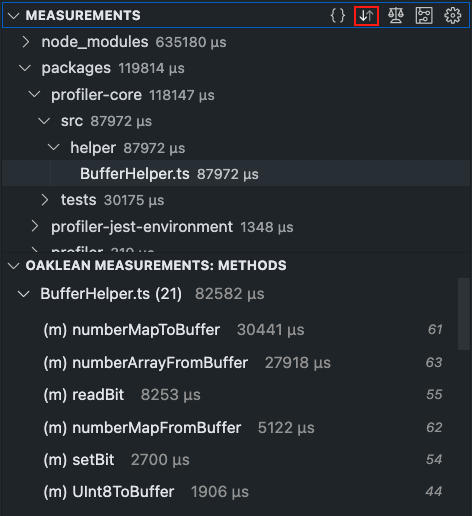 MEASUREMENTS
node_modules 635180 µs
packages 119814 µs
profiler-core 118147 µs
src 87972 µs
helper 87972 µs
BufferHelper.ts 87972 µs
tests 30175 µs
profiler-jest-environment 1348 µs
profiler 310 µs
OAKLEAN MEASUREMENTS: METHODS
BufferHelper.ts (21) 82582 µs
(m) numberMapToBuffer 30441 µs 61
(m) numberArrayFromBuffer 27918 µs 63
(m) readBit 8253 µs 55
(m) numberMapFromBuffer 5122 µs 62
(m) setBit 2700 µs 54
(m) UInt8ToBuffer 1906 µs 44